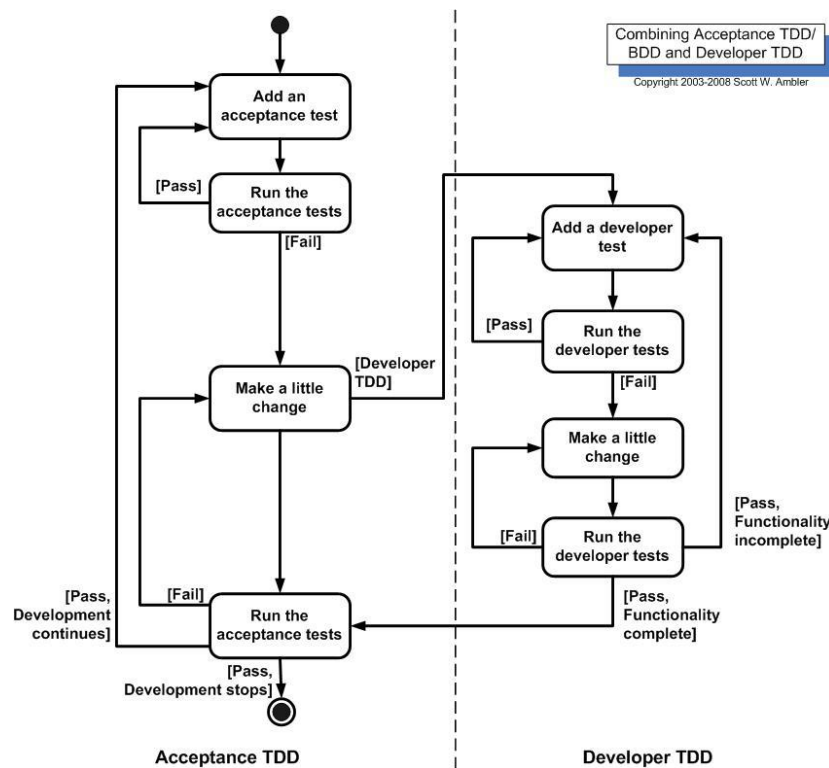 Combining Acceptance TDD/
BDD and Developer TDD
Copyright 2003-2008 Scott W. Ambler
Add an
acceptance test
[Pass]
Run the
acceptance tests
[Fail]
Make a little
change
[Developer
TDD]
[Fail]
Run the
acceptance tests
[Pass,
Development
continues]
[Pass,
Development stops]
Acceptance TDD
Add a developer
test
[Pass]
Run the
developer tests
[Fail]
Make a little
change
[Fail]
Run the
developer tests
[Pass,
Functionality
incomplete]
[Pass,
Functionality
complete]
Developer TDD